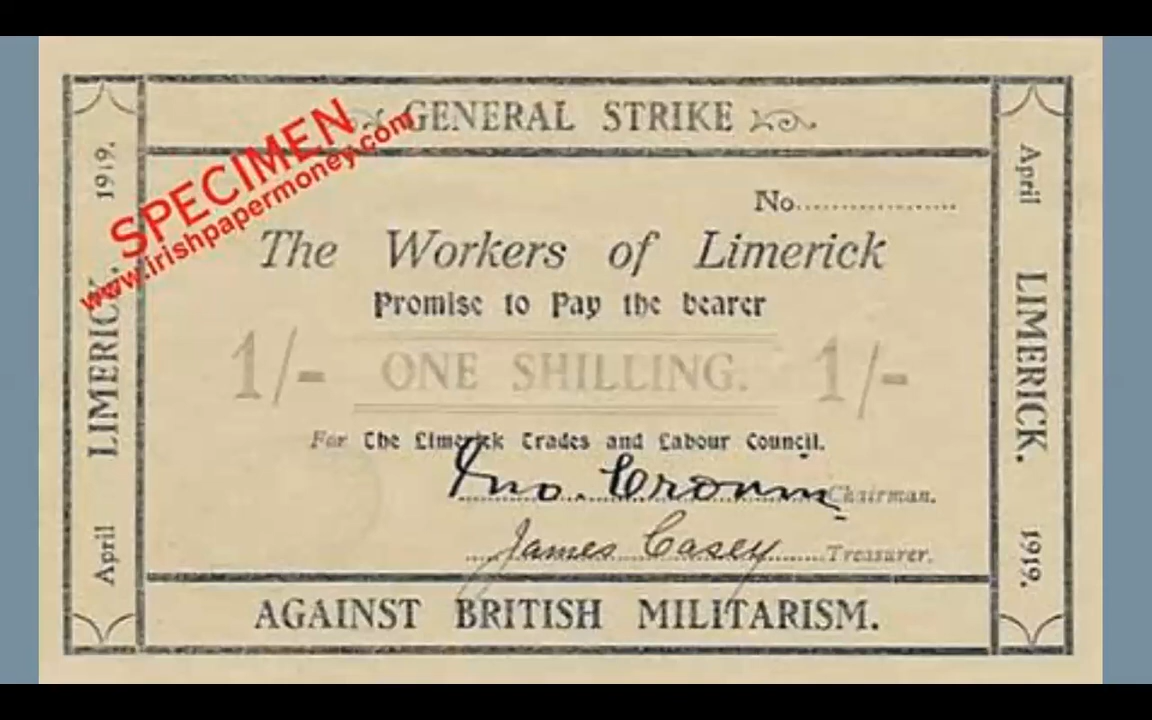 GENERAL STRIKE
SPECIMEN
www.irishpapermoney.com
No....................
The Workers of Limerick
Promise to Pay the bearer
1/- ONE SHILLING. 1/-
For The Limerick Trades and Labour Council.
Jno. Cronin Chairman.
James Casey Treasurer.
AGAINST BRITISH MILITARISM.
April LIMERICK. 1919.
April LIMERICK. 1919.